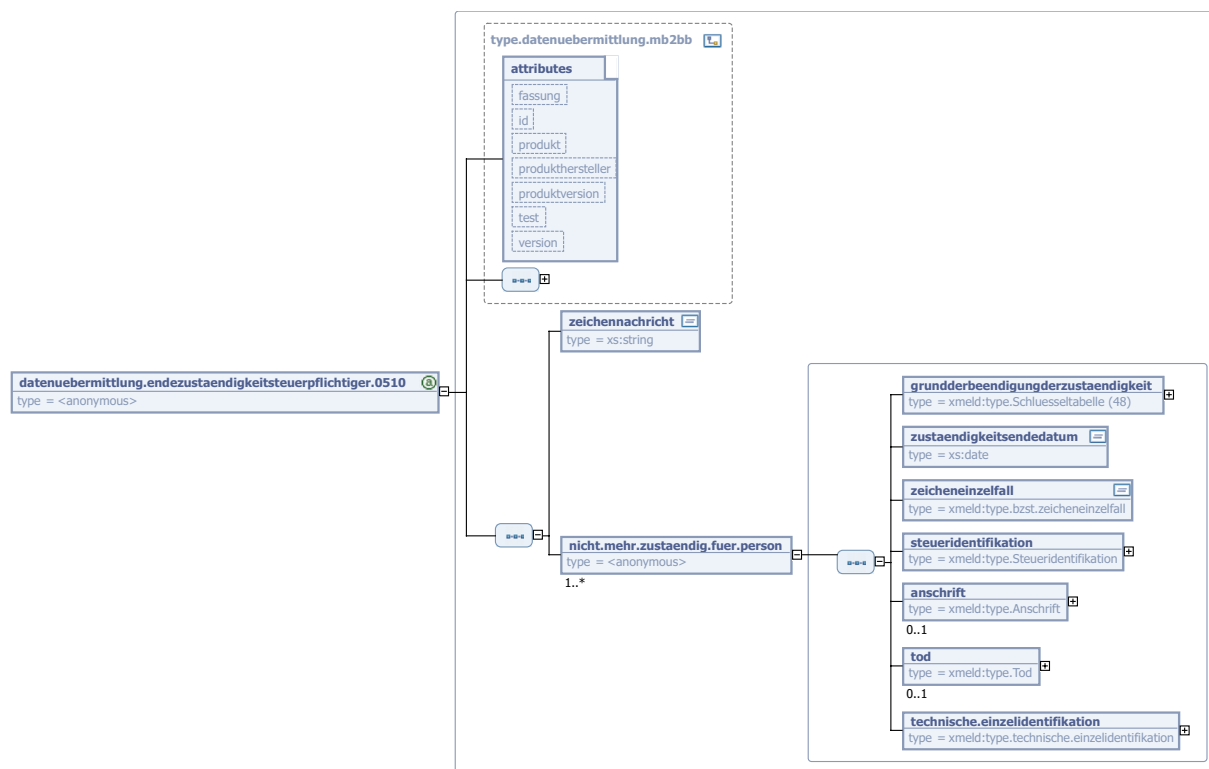 type.datenuebermittlung.mb2bb
attributes
fassung
id
produkt
produkthersteller
produktversion
test
version
zeichennachricht
type = xs:string
datenuebermittlung.endezustaendigkeitsteuerpflichtiger.0510
a
type = <anonymous>
grundderbeendigungderzustaendigkeit
type = xmeld:type.Schluesseltabelle (48)
zustaendigkeitsendedatum
type = xs:date
zeicheneinzelfall
type = xmeld:type.bzst.zeicheneinzelfall
nicht.mehr.zustaendig.fuer.person
type = <anonymous>
1..*
steueridentifikation
type = xmeld:type.Steueridentifikation
anschrift
type = xmeld:type.Anschrift
0..1
tod
type = xmeld:type.Tod
0..1
technische.einzelidentifikation
type = xmeld:type.technische.einzelidentifikation